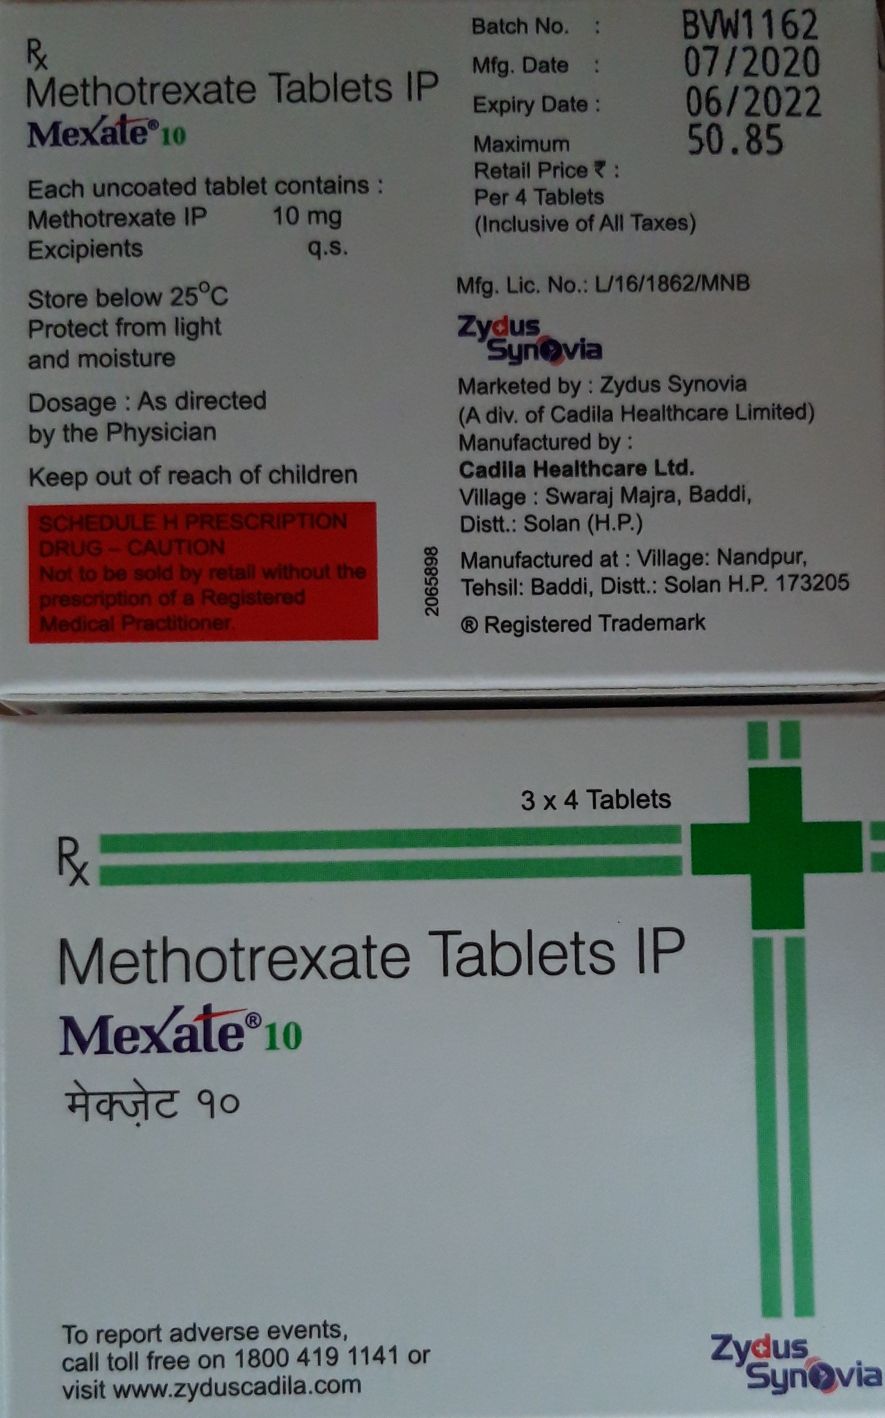 Rx
Methotrexate Tablets IP
Mexate® 10
Each uncoated tablet contains :
Methotrexate IP 10 mg
Excipients q.s.
Store below 25°C
Protect from light
and moisture
Dosage : As directed
by the Physician
Keep out of reach of children
SCHEDULE H PRESCRIPTION
DRUG – CAUTION
Not to be sold by retail without the
prescription of a Registered
Medical Practitioner.
Batch No. : BVW1162
Mfg. Date : 07/2020
Expiry Date : 06/2022
Maximum 50.85
Retail Price ₹ :
Per 4 Tablets
(Inclusive of All Taxes)
Mfg. Lic. No.: L/16/1862/MNB
Zydus
Synovia
Marketed by : Zydus Synovia
(A div. of Cadila Healthcare Limited)
Manufactured by :
Cadila Healthcare Ltd.
Village : Swaraj Majra, Baddi,
Distt.: Solan (H.P.)
Manufactured at : Village: Nandpur,
Tehsil: Baddi, Distt.: Solan H.P. 173205
® Registered Trademark
2065898
3 x 4 Tablets
Rx
Methotrexate Tablets IP
Mexate® 10
मेक्ज़ेट १०
To report adverse events,
call toll free on 1800 419 1141 or
visit www.zyduscadila.com
Zydus
Synovia